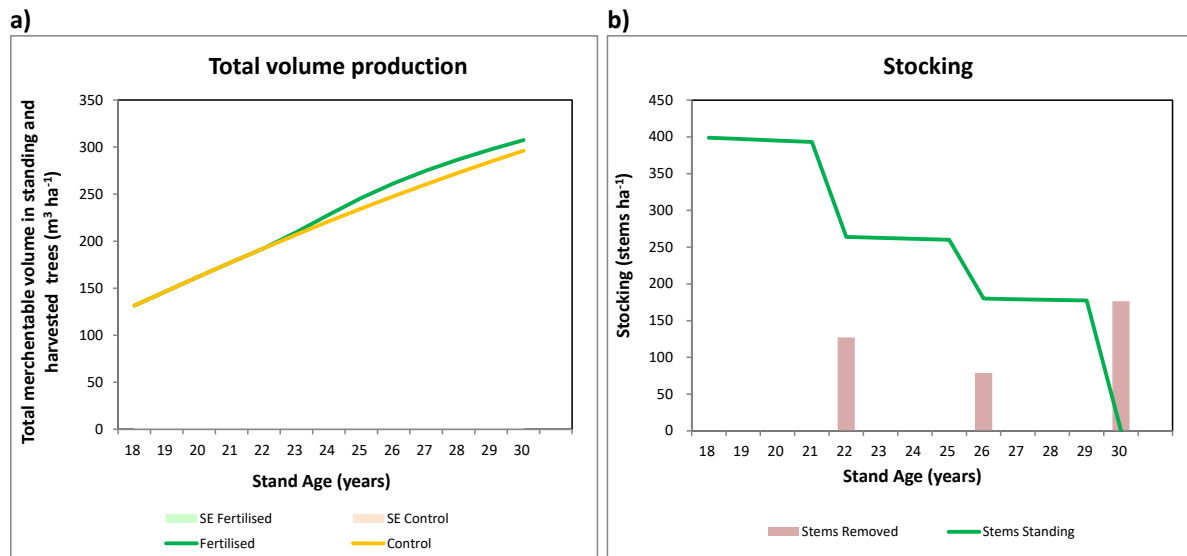 a)
Total volume production
Total merchentable volume in standing and
harvested trees (m³ ha⁻¹)
350
300
250
200
150
100
50
0
18 19 20 21 22 23 24 25 26 27 28 29 30
Stand Age (years)
SE Fertilised SE Control
Fertilised Control
b)
Stocking
Stocking (stems ha⁻¹)
450
400
350
300
250
200
150
100
50
0
18 19 20 21 22 23 24 25 26 27 28 29 30
Stand Age (years)
Stems Removed Stems Standing